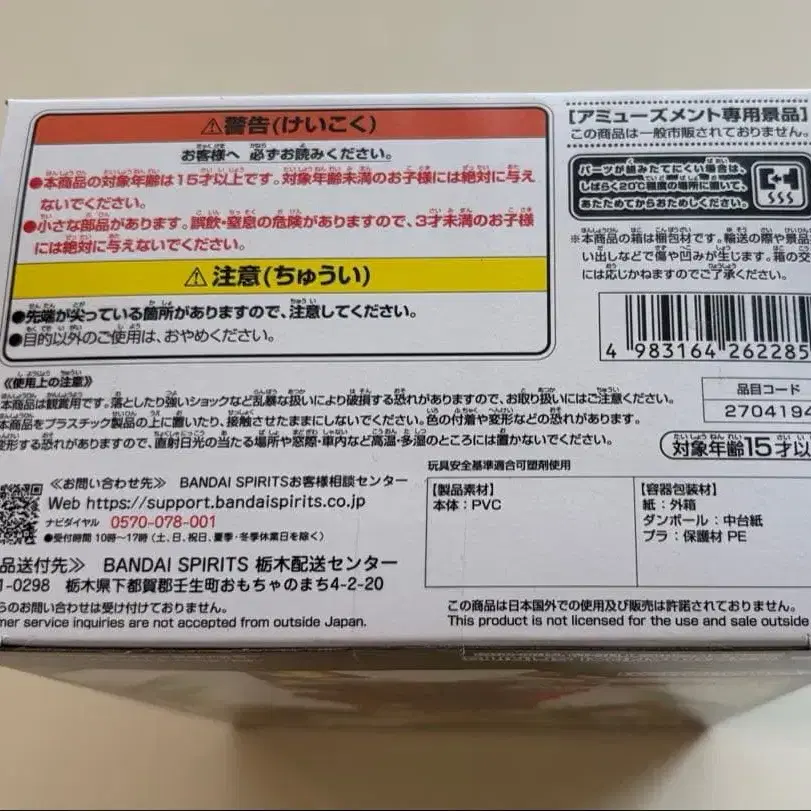 ⚠警告(けいこく)
お客様へ 必ずお読みください。
●本商品の対象年齢は15才以上です。対象年齢未満のお子様には絶対に与え
ないでください。
●小さな部品があります。誤飲・窒息の危険がありますので、3才未満のお子様
には絶対に与えないでください。
⚠注意(ちゅうい)
●先端が尖っている箇所がありますので、注意してください。
●目的以外のご使用は、おやめください。
[アミューズメント専用景品]
この商品は一般市販されておりません。
パーツが組みたてにくい場合は、
しばらく20℃程度の場所に置いて、
あたためてからおためしください。
※本商品の箱は梱包材です。輸送の際や景品
い出しなどで傷や凹みが生じます。箱の交
には応じかねますのでご了承ください。
4 983164 262285
品目コード
2704194
対象年齢15才以
《使用上の注意》
本商品は観賞用です。落としたり強いショックなど乱暴な扱いにより破損する恐れがありますので、お取り扱いにはご注意ください。
本商品をプラスチック製品の上に置いたり、接触させたままにしないでください。色の付着や変形などの恐れがあります。
変形する恐れがありますので、直射日光の当たる場所や窓際・車内など高温・多湿のところには置かないでください。
玩具安全基準適合可塑剤使用
≪お問い合わせ先≫ BANDAI SPIRITSお客様相談センター
Web https://support.bandaispirits.co.jp
ナビダイヤル 0570-078-001
●受付時間 10時~17時 (土、日、祝日、夏季・冬季休業日を除く)
品送付先≫ BANDAI SPIRITS 栃木配送センター
1-0298 栃木県下都賀郡壬生町おもちゃのまち4-2-20
らのお問い合わせは受け付けておりません。
mer service inquiries are not accepted from outside Japan.
【製品素材】
本体：PVC
【容器包装材】
紙：外箱
ダンボール：中台紙
プラ：保護材 PE
この商品は日本国外での使用及び販売は許諾されておりません。
This product is not licensed for the use and sale outside